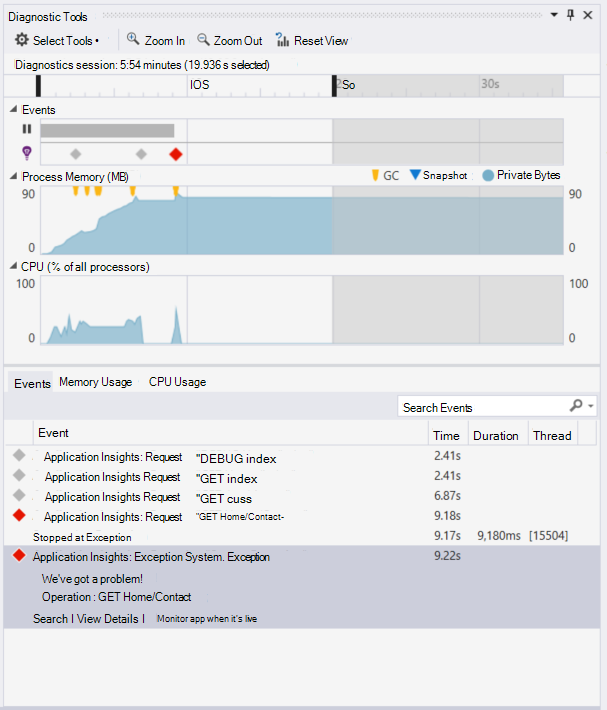 Diagnostic Tools
Select Tools Zoom In Zoom Out Reset View
Diagnostics session: 5:54 minutes (19.936 s selected)
IOS So 30s
Events
Process Memory (MB) GC Snapshot Private Bytes
90 90
0 0
CPU (% of all processors)
100 100
0 0
Events Memory Usage CPU Usage
Search Events
Event Time Duration Thread
Application Insights: Request "DEBUG index 2.41s
Application Insights: Request "GET index 2.41s
Application Insights: Request "GET cuss 6.87s
Application Insights: Request "GET Home/Contact- 9.18s
Stopped at Exception 9.17s 9,180ms [15504]
Application Insights: Exception System. Exception 9.22s
We've got a problem!
Operation : GET Home/Contact
Search I View Details I Monitor app when it's live